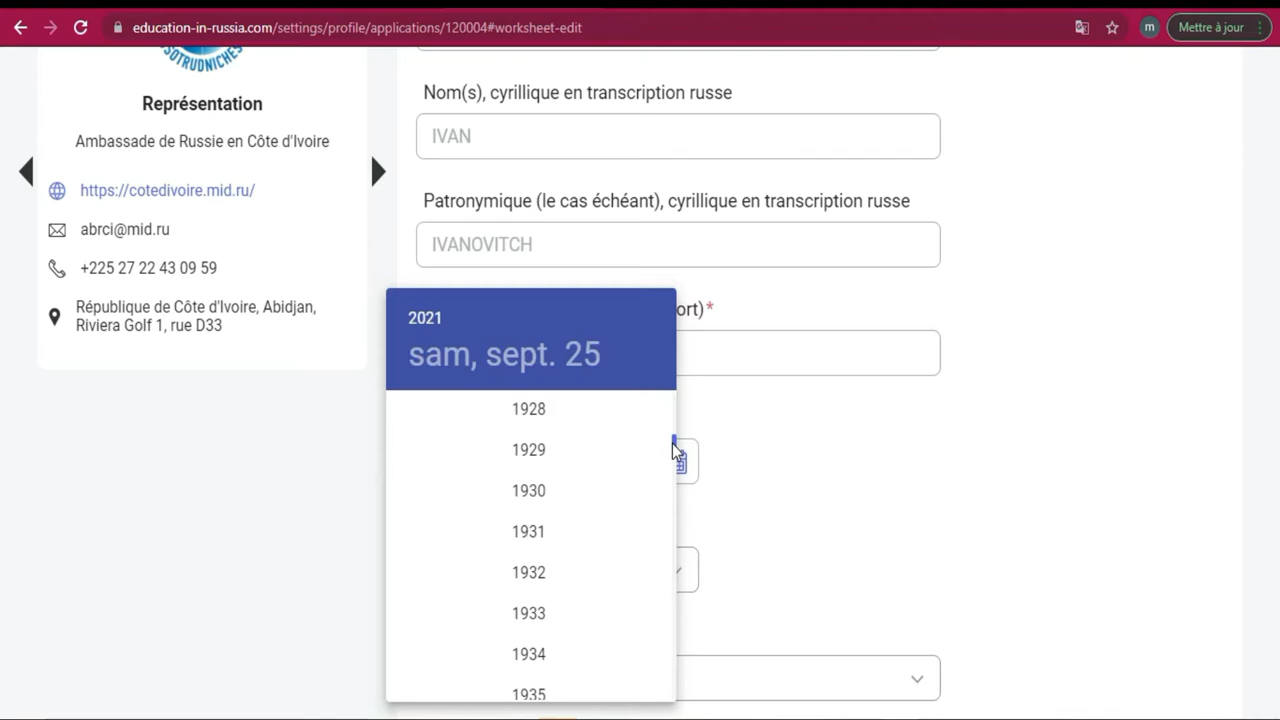 education-in-russia.com/settings/profile/applications/120004#worksheet-edit
m
Mettre à jour
SOTRUDNICHES
Représentation
Ambassade de Russie en Côte d'Ivoire
https://cotedivoire.mid.ru/
abrci@mid.ru
+225 27 22 43 09 59
République de Côte d'Ivoire, Abidjan,
Riviera Golf 1, rue D33
Nom(s), cyrillique en transcription russe
IVAN
Patronymique (le cas échéant), cyrillique en transcription russe
IVANOVITCH
ort)*
2021
sam, sept. 25
1928
1929
1930
1931
1932
1933
1934
1935